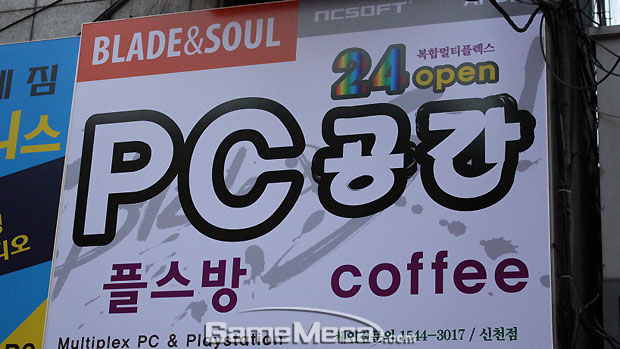 BLADE&SOUL
NCSOFT
복합멀티플렉스
24 open
PC공간
플스방 coffee
Multiplex PC & Playstation
1544-3017 / 신천점
GameMeca